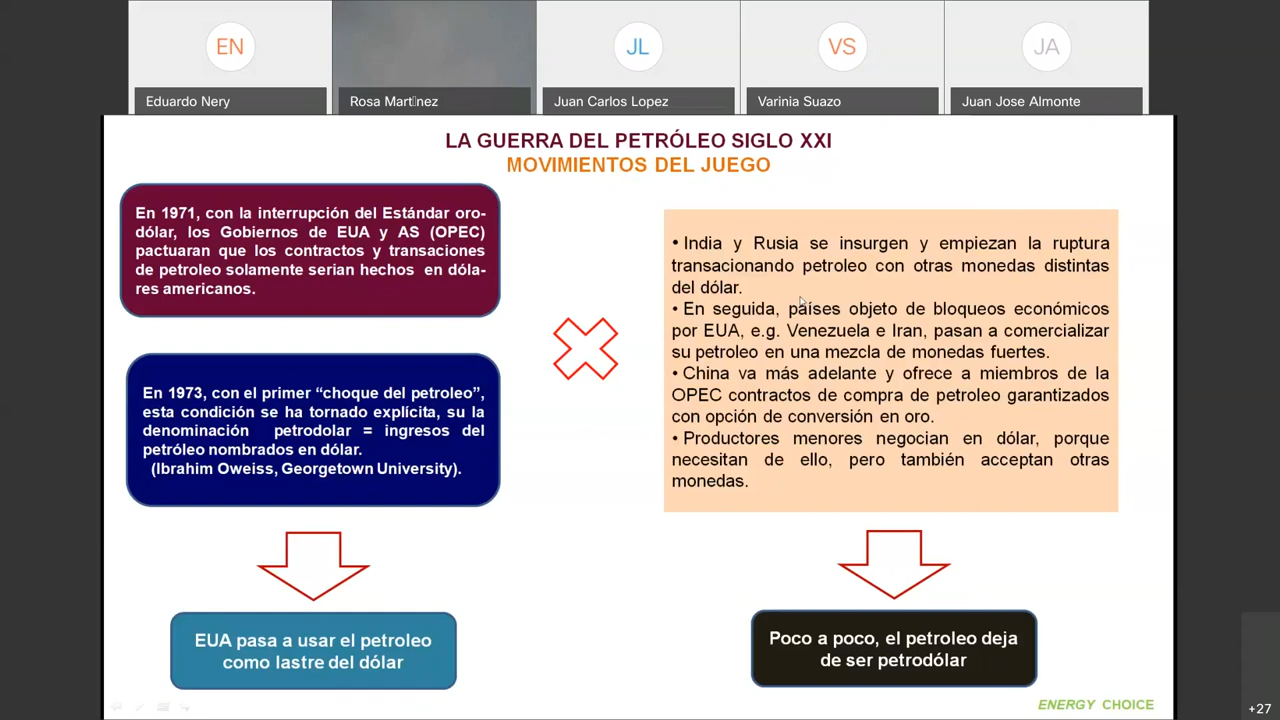 EN
JL
VS
JA
Eduardo Nery
Rosa Mart▯nez
Juan Carlos Lopez
Varinia Suazo
Juan Jose Almonte
LA GUERRA DEL PETRÓLEO SIGLO XXI
MOVIMIENTOS DEL JUEGO
En 1971, con la interrupción del Estándar oro-
dólar, los Gobiernos de EUA y AS (OPEC)
pactuaran que los contractos y transaciones
de petroleo solamente serian hechos en dóla-
res americanos.
En 1973, con el primer “choque del petroleo”,
esta condición se ha tornado explícita, su la
denominación petrodolar = ingresos del
petróleo nombrados en dólar.
(Ibrahim Oweiss, Georgetown University).
EUA pasa a usar el petroleo
como lastre del dólar
• India y Rusia se insurgen y empiezan la ruptura
transacionando petroleo con otras monedas distintas
del dólar.
• En seguida, países objeto de bloqueos económicos
por EUA, e.g. Venezuela e Iran, pasan a comercializar
su petroleo en una mezcla de monedas fuertes.
• China va más adelante y ofrece a miembros de la
OPEC contractos de compra de petroleo garantizados
con opción de conversión en oro.
• Productores menores negocian en dólar, porque
necesitan de ello, pero también acceptan otras
monedas.
Poco a poco, el petroleo deja
de ser petrodólar
ENERGY CHOICE
+27